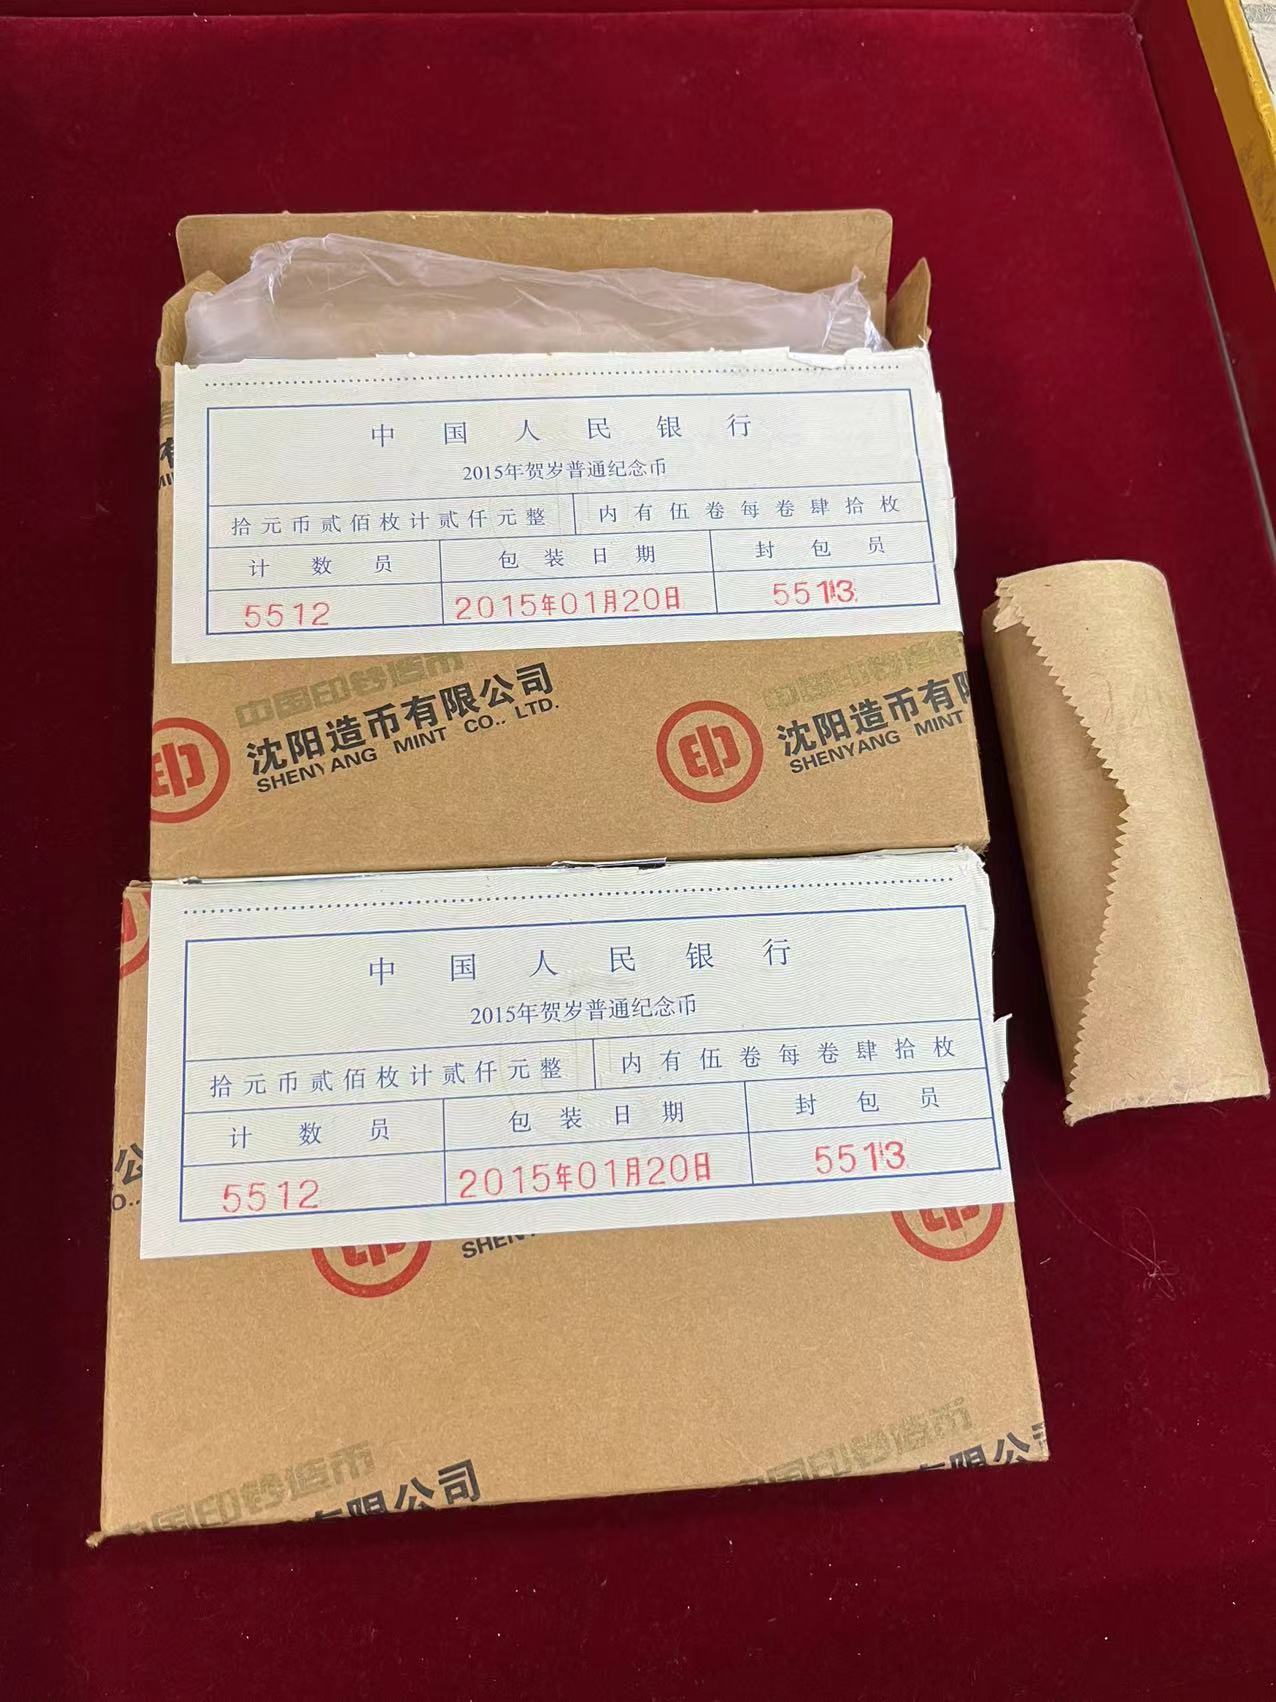 中国人民银行
2015年贺岁普通纪念币
拾元币贰佰枚计贰仟元整 内有伍卷每卷肆拾枚
计数员 包装日期 封包员
5512 2015年01月20日 5513
中国印钞造币
沈阳造币有限公司 沈阳造币有限
SHENYANG MINT CO., LTD. SHENYANG MINT
中国人民银行
2015年贺岁普通纪念币
拾元币贰佰枚计贰仟元整 内有伍卷每卷肆拾枚
计数员 包装日期 封包员
5512 2015年01月20日 5513
SHEN
中国印钞造币 中国印钞造币
有限公司 有限公司